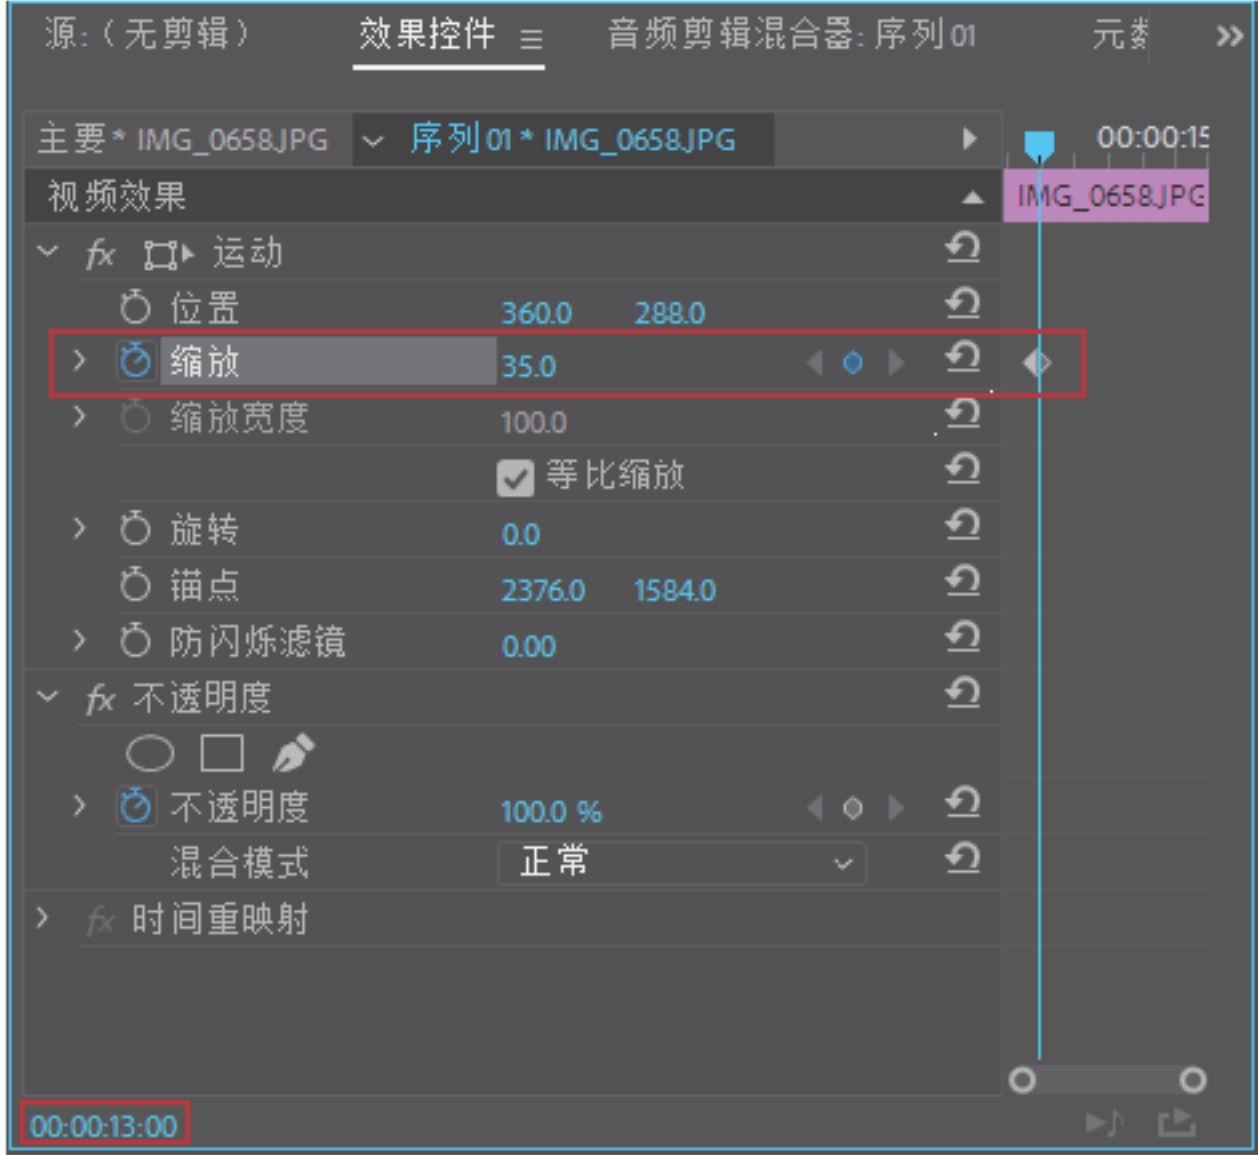 源:（无剪辑） 效果控件 音频剪辑混合器: 序列 01
主要* IMG_0658.JPG 序列 01 * IMG_0658.JPG 00:00:15
视频效果 IMG_0658.JPG
fx 运动
位置 360.0 288.0
缩放 35.0
缩放宽度 100.0
等比缩放
旋转 0.0
锚点 2376.0 1584.0
防闪烁滤镜 0.00
fx 不透明度
不透明度 100.0 %
混合模式 正常
fx 时间重映射
00:00:13:00